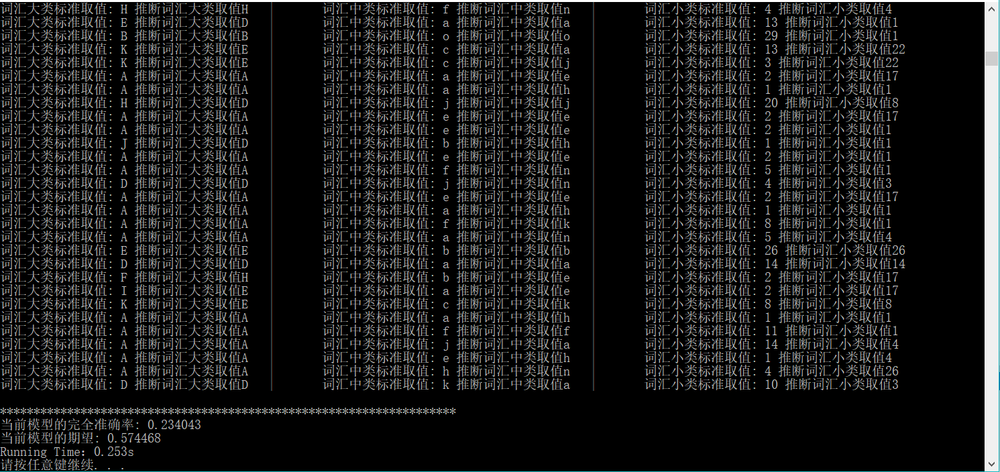 词汇大类标准取值: H 推断词汇大类取值H 词汇中类标准取值: f 推断词汇中类取值n 词汇小类标准取值: 4 推断词汇小类取值4
词汇大类标准取值: E 推断词汇大类取值D 词汇中类标准取值: a 推断词汇中类取值a 词汇小类标准取值: 13 推断词汇小类取值1
词汇大类标准取值: B 推断词汇大类取值B 词汇中类标准取值: o 推断词汇中类取值o 词汇小类标准取值: 29 推断词汇小类取值1
词汇大类标准取值: K 推断词汇大类取值E 词汇中类标准取值: c 推断词汇中类取值a 词汇小类标准取值: 13 推断词汇小类取值22
词汇大类标准取值: K 推断词汇大类取值E 词汇中类标准取值: c 推断词汇中类取值j 词汇小类标准取值: 3 推断词汇小类取值22
词汇大类标准取值: A 推断词汇大类取值A 词汇中类标准取值: a 推断词汇中类取值e 词汇小类标准取值: 2 推断词汇小类取值17
词汇大类标准取值: A 推断词汇大类取值A 词汇中类标准取值: a 推断词汇中类取值h 词汇小类标准取值: 1 推断词汇小类取值1
词汇大类标准取值: H 推断词汇大类取值D 词汇中类标准取值: j 推断词汇中类取值j 词汇小类标准取值: 20 推断词汇小类取值8
词汇大类标准取值: A 推断词汇大类取值A 词汇中类标准取值: e 推断词汇中类取值e 词汇小类标准取值: 2 推断词汇小类取值17
词汇大类标准取值: A 推断词汇大类取值A 词汇中类标准取值: e 推断词汇中类取值e 词汇小类标准取值: 2 推断词汇小类取值1
词汇大类标准取值: J 推断词汇大类取值D 词汇中类标准取值: b 推断词汇中类取值h 词汇小类标准取值: 1 推断词汇小类取值1
词汇大类标准取值: A 推断词汇大类取值A 词汇中类标准取值: e 推断词汇中类取值e 词汇小类标准取值: 2 推断词汇小类取值1
词汇大类标准取值: A 推断词汇大类取值A 词汇中类标准取值: f 推断词汇中类取值n 词汇小类标准取值: 5 推断词汇小类取值1
词汇大类标准取值: D 推断词汇大类取值D 词汇中类标准取值: j 推断词汇中类取值n 词汇小类标准取值: 4 推断词汇小类取值3
词汇大类标准取值: A 推断词汇大类取值A 词汇中类标准取值: e 推断词汇中类取值e 词汇小类标准取值: 2 推断词汇小类取值17
词汇大类标准取值: A 推断词汇大类取值A 词汇中类标准取值: a 推断词汇中类取值h 词汇小类标准取值: 1 推断词汇小类取值1
词汇大类标准取值: A 推断词汇大类取值A 词汇中类标准取值: f 推断词汇中类取值k 词汇小类标准取值: 8 推断词汇小类取值1
词汇大类标准取值: A 推断词汇大类取值A 词汇中类标准取值: a 推断词汇中类取值n 词汇小类标准取值: 5 推断词汇小类取值4
词汇大类标准取值: E 推断词汇大类取值E 词汇中类标准取值: b 推断词汇中类取值b 词汇小类标准取值: 26 推断词汇小类取值26
词汇大类标准取值: D 推断词汇大类取值D 词汇中类标准取值: a 推断词汇中类取值a 词汇小类标准取值: 14 推断词汇小类取值14
词汇大类标准取值: F 推断词汇大类取值H 词汇中类标准取值: b 推断词汇中类取值e 词汇小类标准取值: 2 推断词汇小类取值17
词汇大类标准取值: I 推断词汇大类取值E 词汇中类标准取值: a 推断词汇中类取值e 词汇小类标准取值: 2 推断词汇小类取值17
词汇大类标准取值: K 推断词汇大类取值E 词汇中类标准取值: c 推断词汇中类取值k 词汇小类标准取值: 8 推断词汇小类取值8
词汇大类标准取值: A 推断词汇大类取值A 词汇中类标准取值: a 推断词汇中类取值h 词汇小类标准取值: 1 推断词汇小类取值1
词汇大类标准取值: A 推断词汇大类取值A 词汇中类标准取值: f 推断词汇中类取值f 词汇小类标准取值: 11 推断词汇小类取值1
词汇大类标准取值: A 推断词汇大类取值A 词汇中类标准取值: j 推断词汇中类取值a 词汇小类标准取值: 14 推断词汇小类取值4
词汇大类标准取值: A 推断词汇大类取值A 词汇中类标准取值: e 推断词汇中类取值h 词汇小类标准取值: 1 推断词汇小类取值4
词汇大类标准取值: A 推断词汇大类取值A 词汇中类标准取值: h 推断词汇中类取值n 词汇小类标准取值: 4 推断词汇小类取值26
词汇大类标准取值: D 推断词汇大类取值D 词汇中类标准取值: k 推断词汇中类取值a 词汇小类标准取值: 10 推断词汇小类取值3
********************************************************************
当前模型的完全准确率: 0.234043
当前模型的期望: 0.574468
Running Time: 0.253s
请按任意键继续. . .